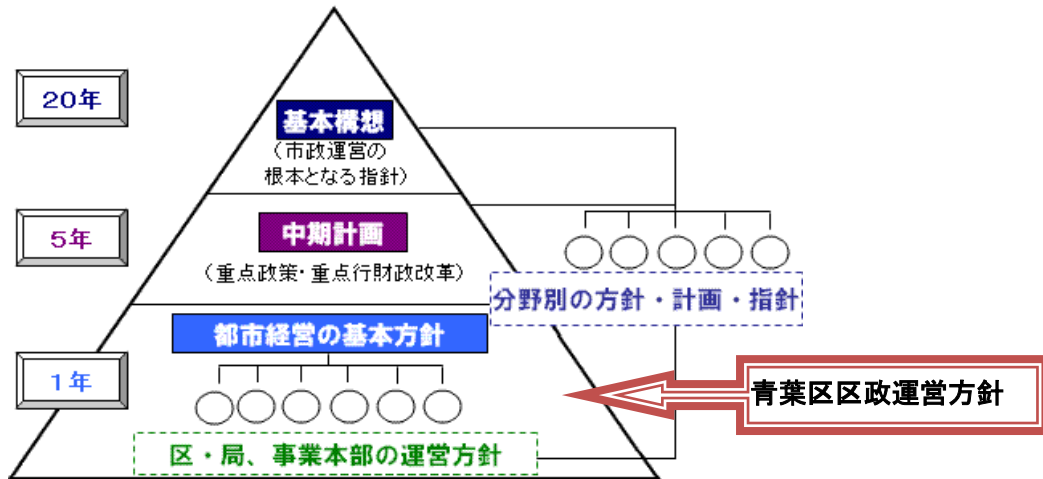 20年
基本構想
(市政運営の
根本となる指針)
5年
中期計画
(重点政策・重点行財政改革)
分野別の方針・計画・指針
都市経営の基本方針
1年
青葉区区政運営方針
区・局、事業本部の運営方針